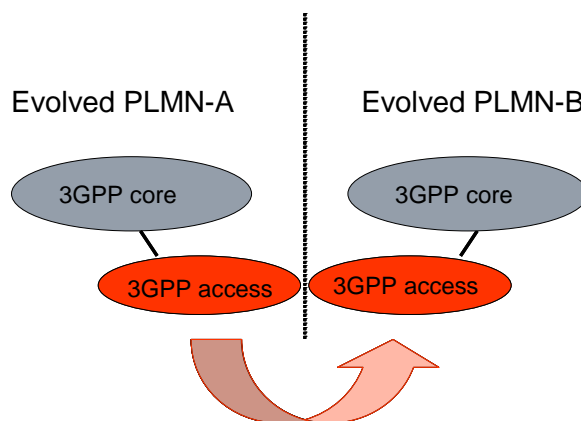 Evolved PLMN-A
Evolved PLMN-B
3GPP core
3GPP core
3GPP access
3GPP access